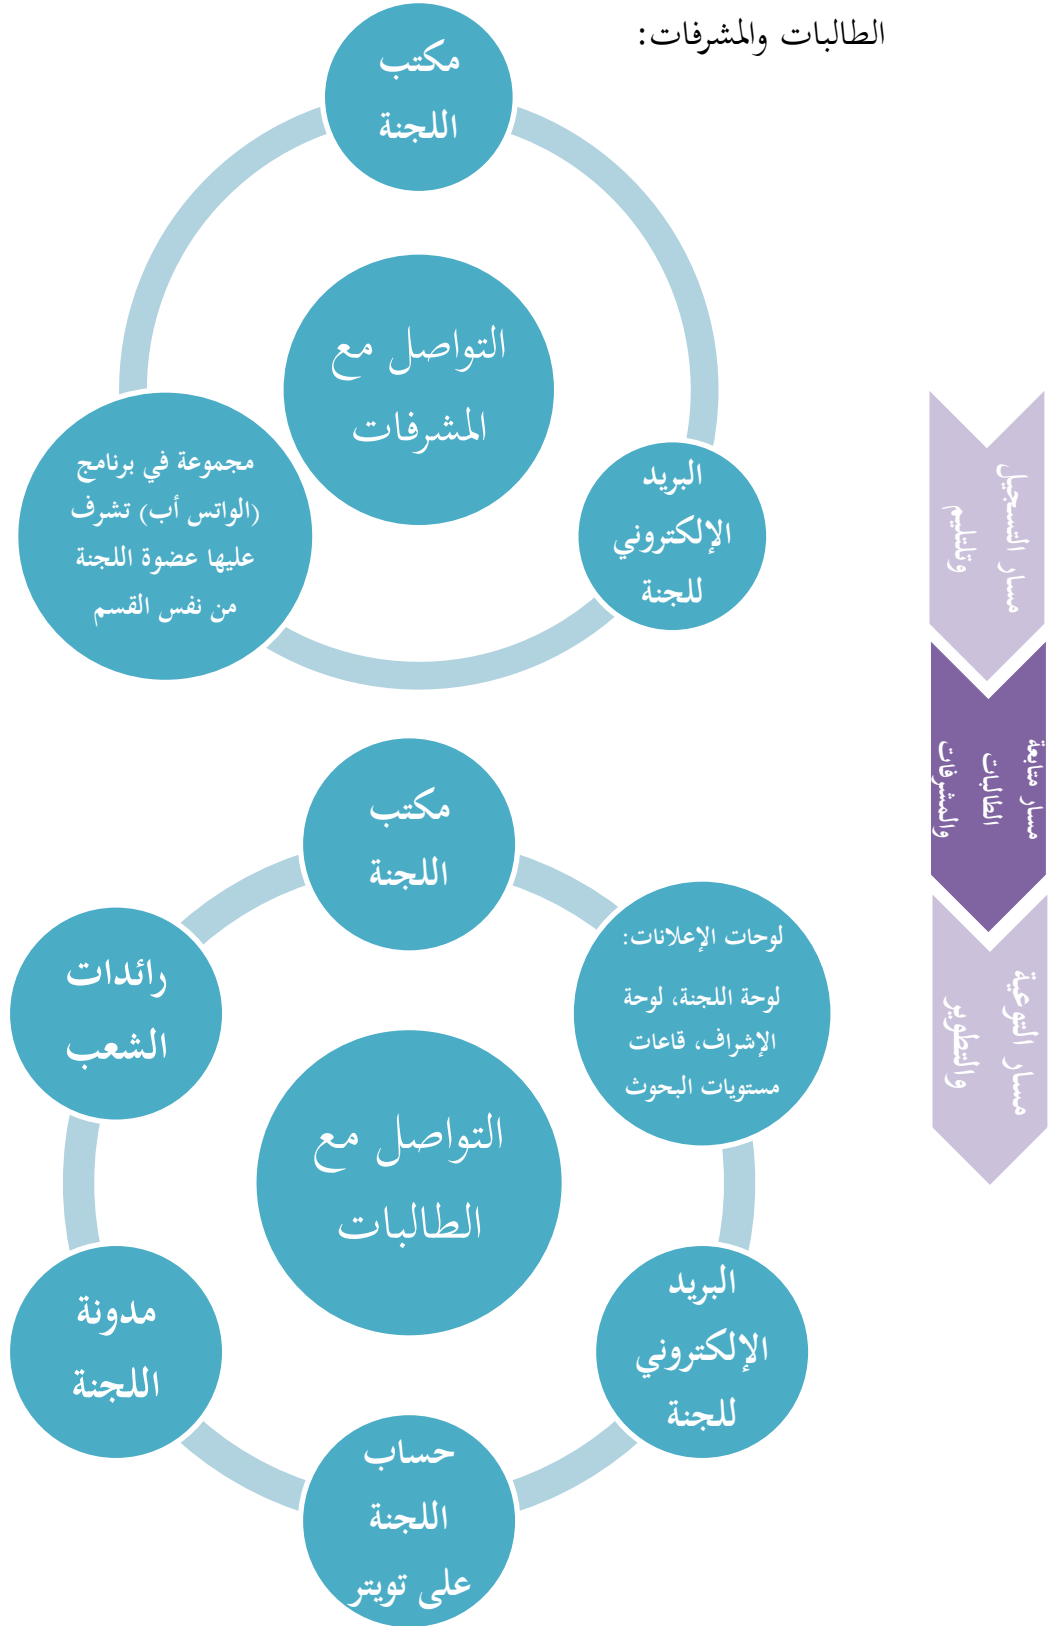 الطالبات والمشرفات:
مكتب
اللجنة
التواصل مع
المشرفات
البريد
الإلكتروني
للجنة
مجموعة في برنامج
(الواتس أب) تشرف
عليها عضوة اللجنة
من نفس القسم
مسار التسجيل
وتلتليم
مسار متابعة
الطالبات
والمشرفات
مسار التوعية
والتطوير
مكتب
اللجنة
لوحات الإعلانات:
لوحة اللجنة، لوحة
الإشراف، قاعات
مستويات البحوث
رائدات
الشعب
التواصل مع
الطالبات
البريد
الإلكتروني
للجنة
مدونة
اللجنة
حساب
اللجنة
على تويتر